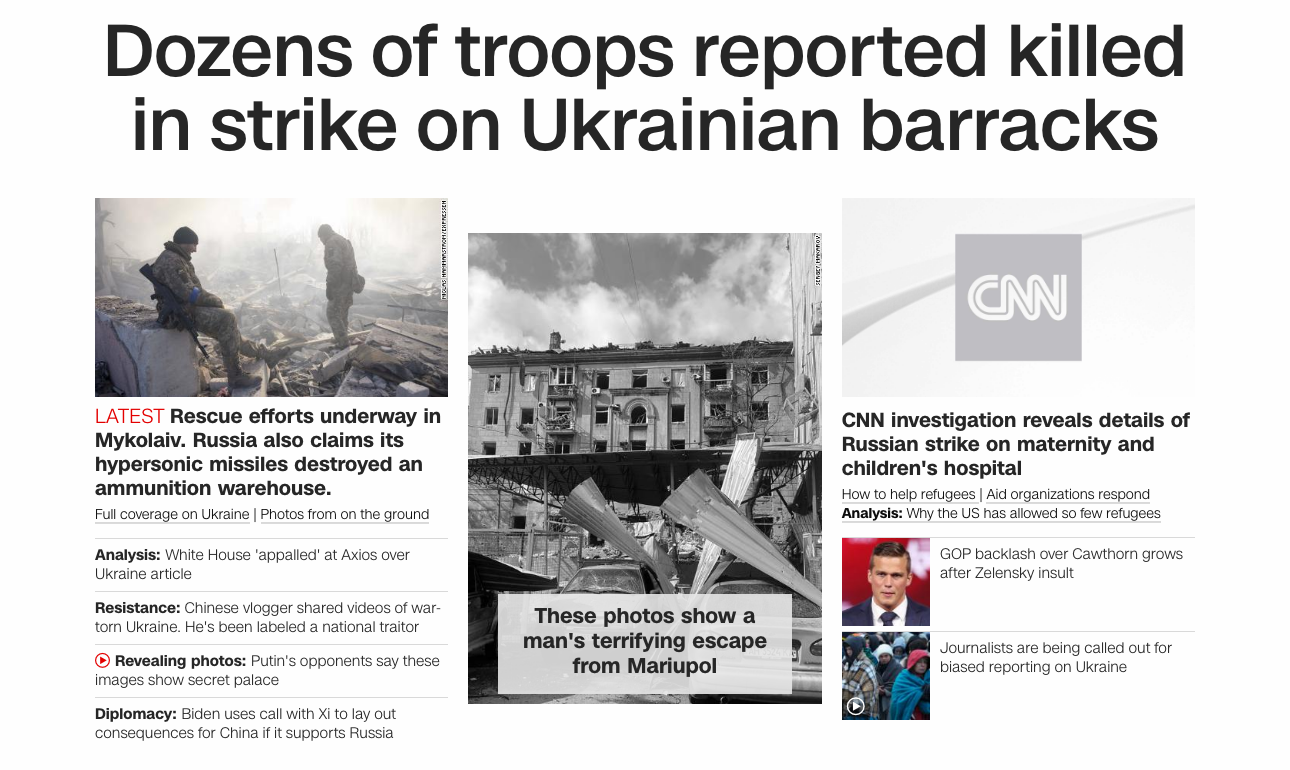 Dozens of troops reported killed
in strike on Ukrainian barracks
NICLAS HAMMARSTROM/EXPRESSEN
LATEST Rescue efforts underway in
Mykolaiv. Russia also claims its
hypersonic missiles destroyed an
ammunition warehouse.
Full coverage on Ukraine | Photos from on the ground
Analysis: White House 'appalled' at Axios over
Ukraine article
Resistance: Chinese vlogger shared videos of war-
torn Ukraine. He's been labeled a national traitor
Revealing photos: Putin's opponents say these
images show secret palace
Diplomacy: Biden uses call with Xi to lay out
consequences for China if it supports Russia
SERGEY MAKAROV
These photos show a
man's terrifying escape
from Mariupol
CNN
CNN investigation reveals details of
Russian strike on maternity and
children's hospital
How to help refugees | Aid organizations respond
Analysis: Why the US has allowed so few refugees
GOP backlash over Cawthorn grows
after Zelensky insult
Journalists are being called out for
biased reporting on Ukraine